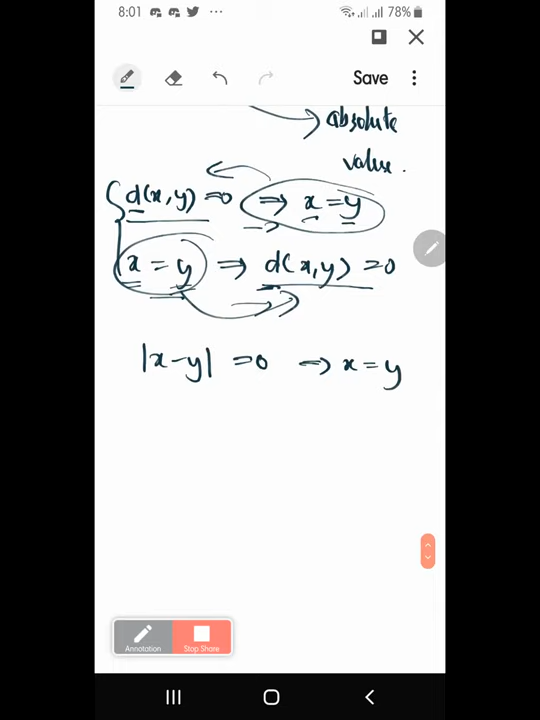 8:01 ... 78%
Save
absolute
value.
d(x,y) =0 ⇒ x = y
x = y ⇒ d(x,y) =0
|x-y| =0 ⇒ x = y
Annotation Stop Share